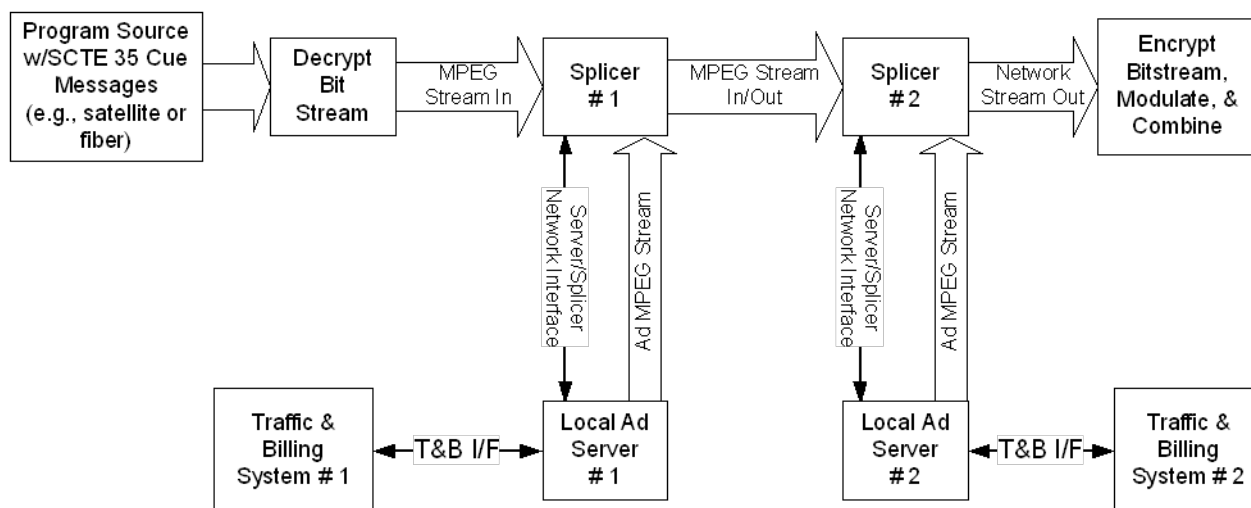 Program Source
w/SCTE 35 Cue
Messages
(e.g., satellite or
fiber)
Decrypt
Bit
Stream
MPEG
Stream In
Splicer
# 1
MPEG Stream
In/Out
Splicer
#2
Network
Stream Out
Encrypt
Bitstream,
Modulate, &
Combine
Server/Splicer
Network Interface
Ad MPEG Stream
Server/Splicer
Network Interface
Ad MPEG Stream
Traffic &
Billing
System # 1
T&B I/F
Local Ad
Server
# 1
Local Ad
Server
#2
T&B I/F
Traffic &
Billing
System # 2